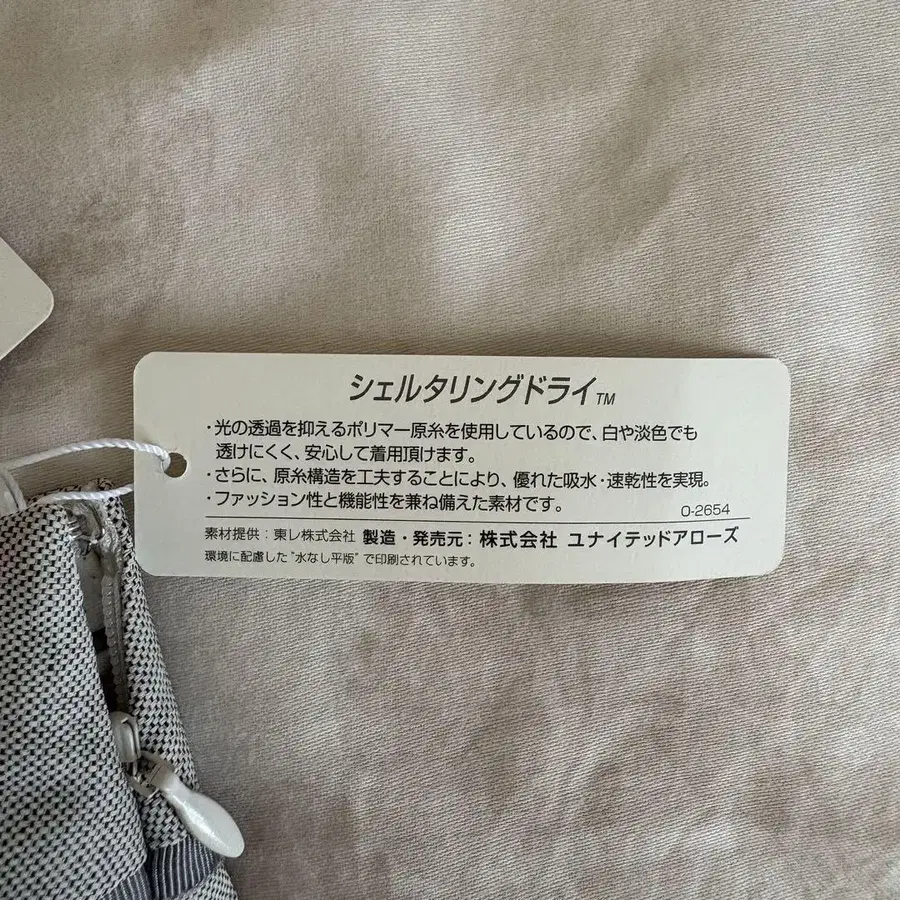 シェルタリングドライTM
・光の透過を抑えるポリマー原糸を使用しているので、白や淡色でも
透けにくく、安心して着用頂けます。
・さらに、原糸構造を工夫することにより、優れた吸水・速乾性を実現。
・ファッション性と機能性を兼ね備えた素材です。
O-2654
素材提供：東レ株式会社 製造・発売元：株式会社 ユナイテッドアローズ
環境に配慮した"水なし平版"で印刷されています。